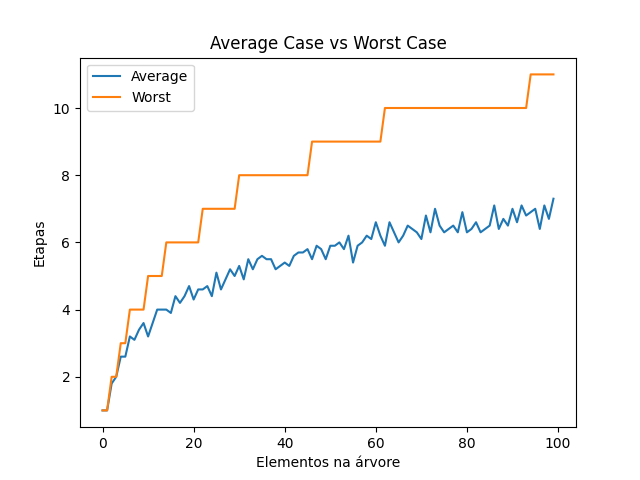 Average Case vs Worst Case
Average
Worst
10
8
6
4
2
Etapas
0 20 40 60 80 100
Elementos na árvore